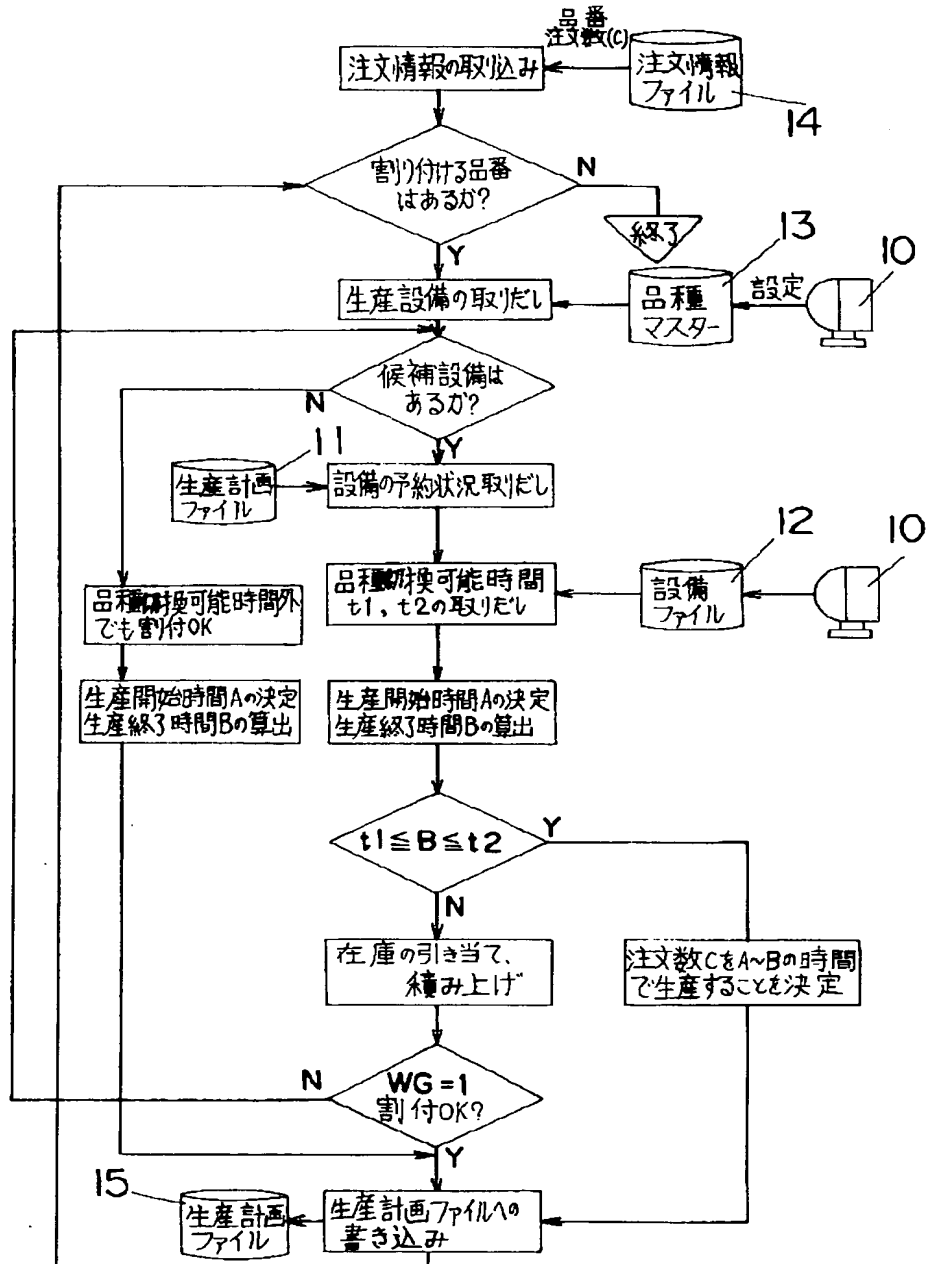 品番
注文数(C)
注文情報の取り込み
注文情報
ファイル
14
割り付ける品番
はあるか?
N
終了
Y
13
10
生産設備の取りだし
品種
マスター
設定
候補設備は
あるか?
N
Y
11
生産計画
ファイル
設備の予約状況取りだし
12
10
品種切換可能時間
t1, t2の取りだし
設備
ファイル
品種切換可能時間外
でも割付OK
生産開始時間Aの決定
生産終了時間Bの算出
生産開始時間Aの決定
生産終了時間Bの算出
t1≦B≦t2
Y
N
在庫の引き当て、
積み上げ
注文数CをA~Bの時間
で生産することを決定
N
WG=1
割付OK?
Y
15
生産計画
ファイル
生産計画ファイルへの
書き込み